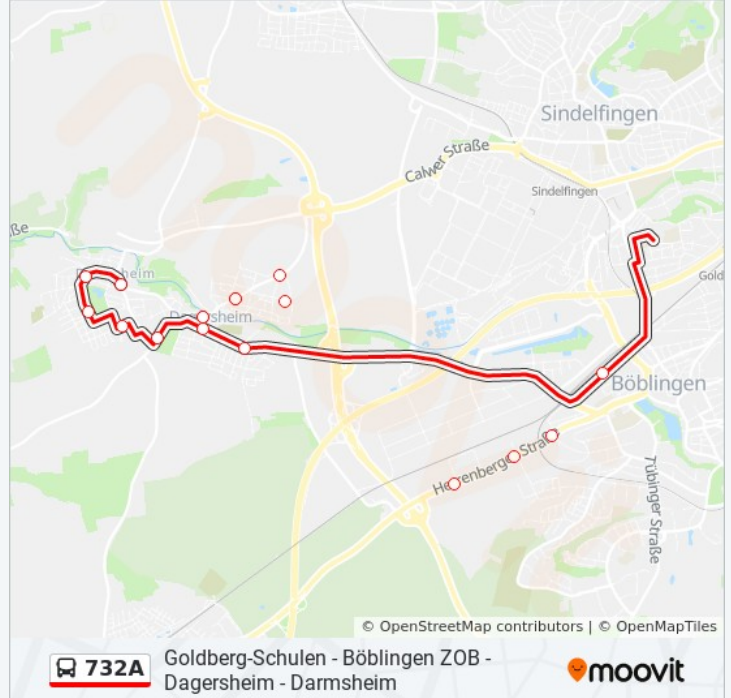 Sindelfingen
Calwer Straße
Sindelfingen
Goldberg-Schulen - Böblingen ZOB -
Dagersheim - Darmsheim
Dagersheim
Gold
Böblingen
Herrenberger Straße
Tübinger Straße
© OpenStreetMap contributors | © OpenMapTiles
732A
moovit